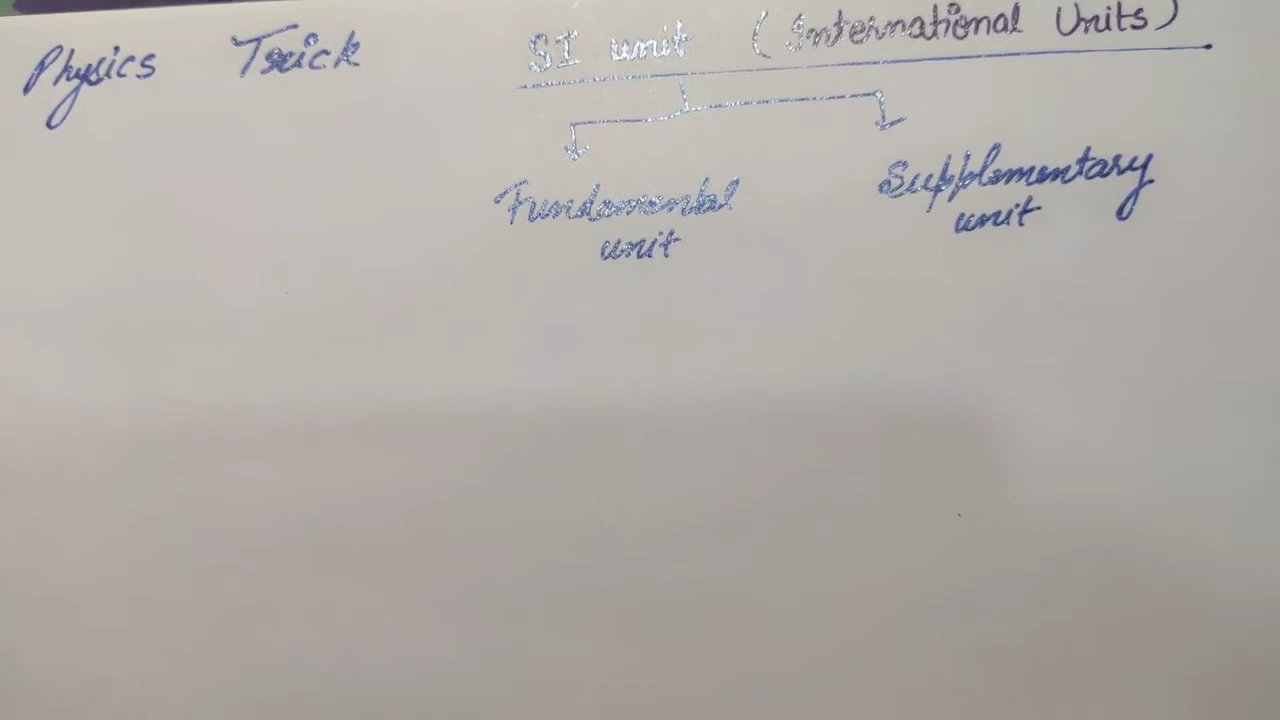 Physics Trick
SI unit (International Units)
Fundamental
unit
Supplementary
unit